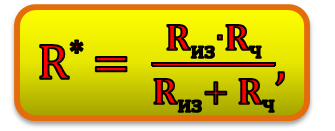 R* = Rиз·Rч / Rиз + Rч,